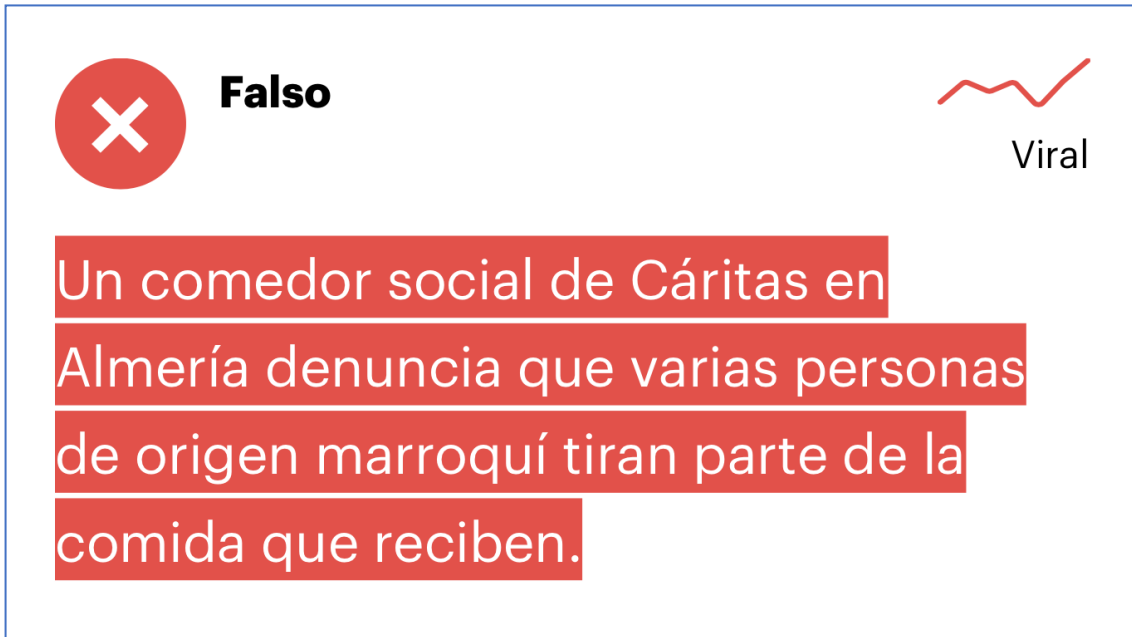 Falso
Viral
Un comedor social de Cáritas en
Almería denuncia que varias personas
de origen marroquí tiran parte de la
comida que reciben.